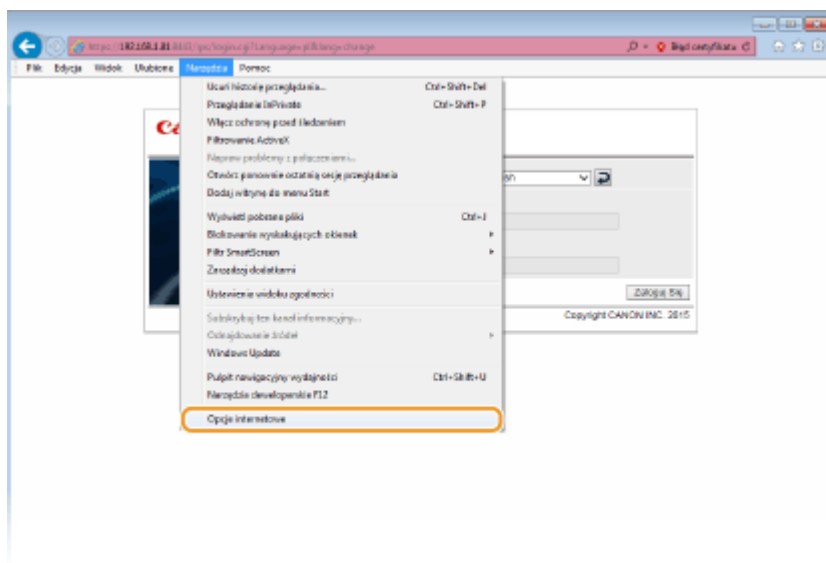 https://192.168.1.81:8443/rps/nplogin.cgi?Language=pl&lang=change
Błąd certyfikatu
Plik Edycja Widok Ulubione Narzędzia Pomoc
Usuń historię przeglądania... Ctrl+Shift+Del
Przeglądanie InPrivate Ctrl+Shift+P
Włącz ochronę przed śledzeniem
Filtrowanie ActiveX
Napraw problemy z połączeniami...
Otwórz ponownie ostatnią sesję przeglądania
Dodaj witrynę do menu Start
Wyświetl pobrane pliki Ctrl+J
Blokowanie wyskakujących okienek
Filtr SmartScreen
Zarządzaj dodatkami
Ustawienia widoku zgodności
Subskrybuj ten kanał informacyjny...
Odnajdowanie źródeł
Windows Update
Pulpit nawigacyjny wydajności Ctrl+Shift+U
Narzędzia deweloperskie F12
Opcje internetowe
Zaloguj Się
Copyright CANON INC. 2015